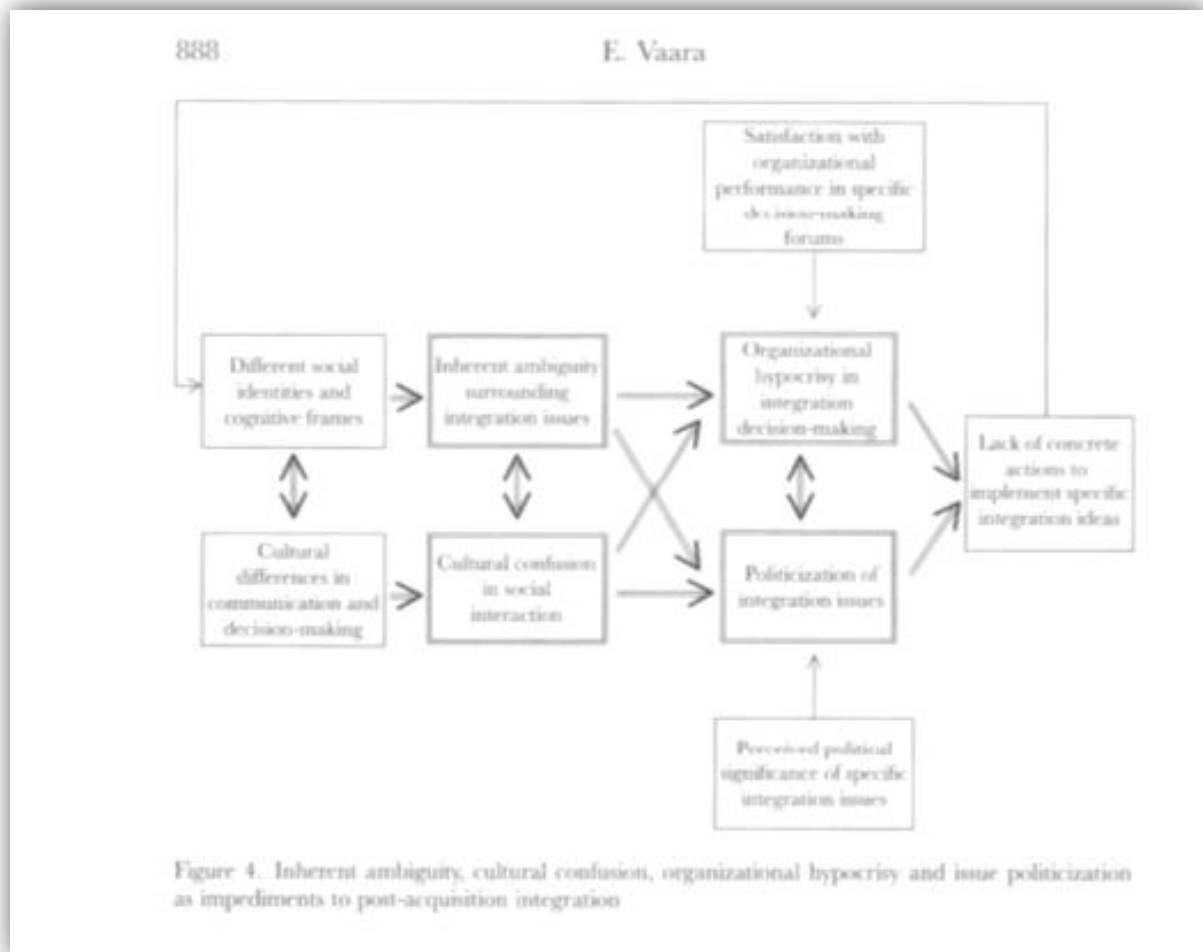 888
E. Vaara
Satisfaction with
organizational
performance in specific
decision-making
forums
Different social
identities and
cognitive frames
Inherent ambiguity
surrounding
integration issues
Organizational
hypocrisy in
integration
decision-making
Lack of concrete
actions to
implement specific
integration ideas
Cultural
differences in
communication and
decision-making
Cultural confusion
in social
interaction
Politicization of
integration issues
Perceived political
significance of specific
integration issues
Figure 4. Inherent ambiguity, cultural confusion, organizational hypocrisy and issue politicization
as impediments to post-acquisition integration